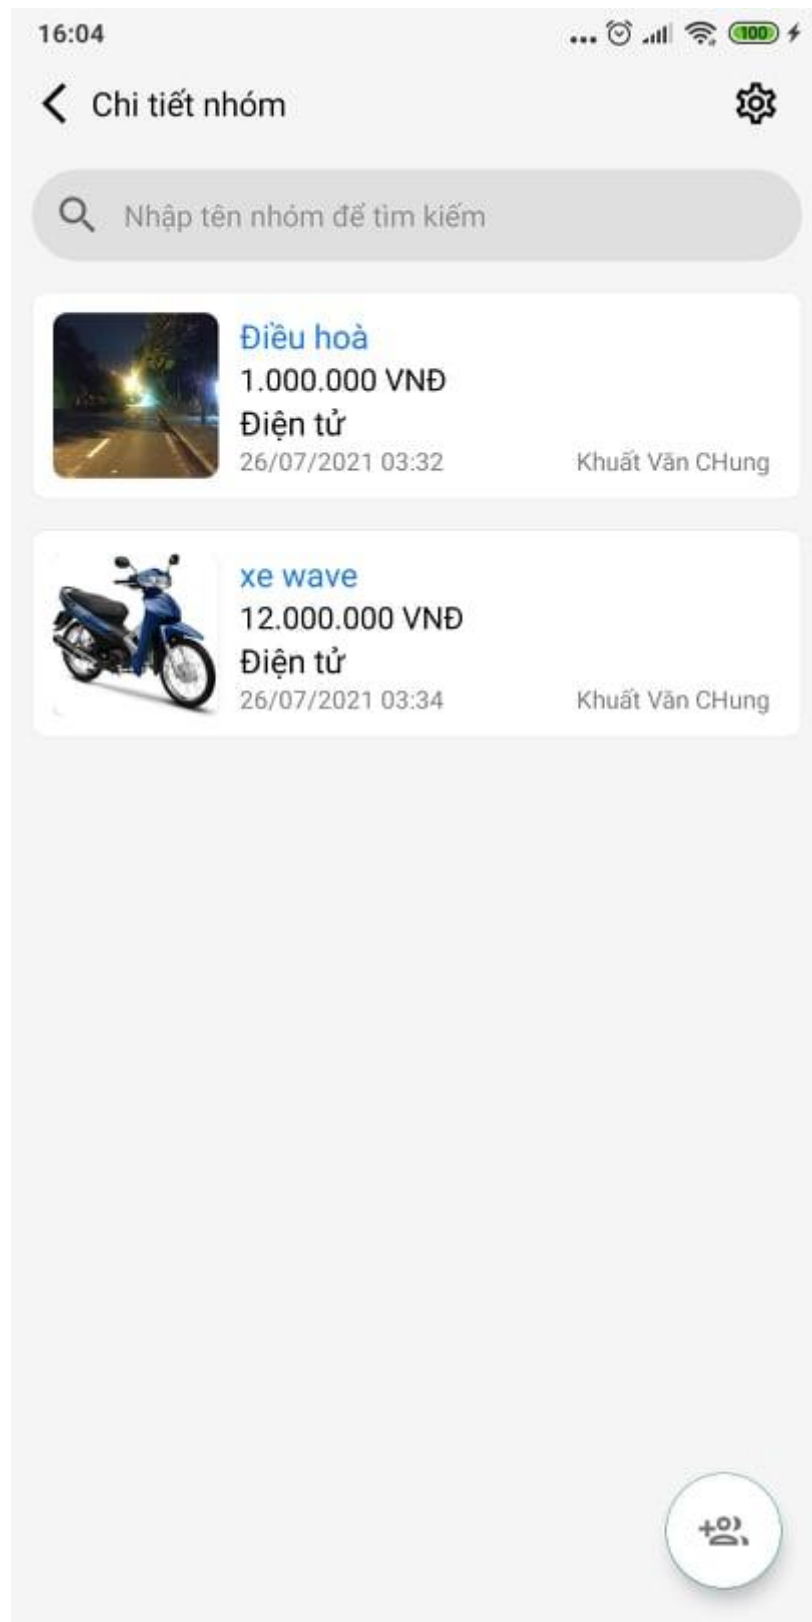 16:04
100
Chi tiết nhóm
Nhập tên nhóm để tìm kiếm
Điều hoà
1.000.000 VNĐ
Điện tử
26/07/2021 03:32 Khuất Văn CHung
xe wave
12.000.000 VNĐ
Điện tử
26/07/2021 03:34 Khuất Văn CHung